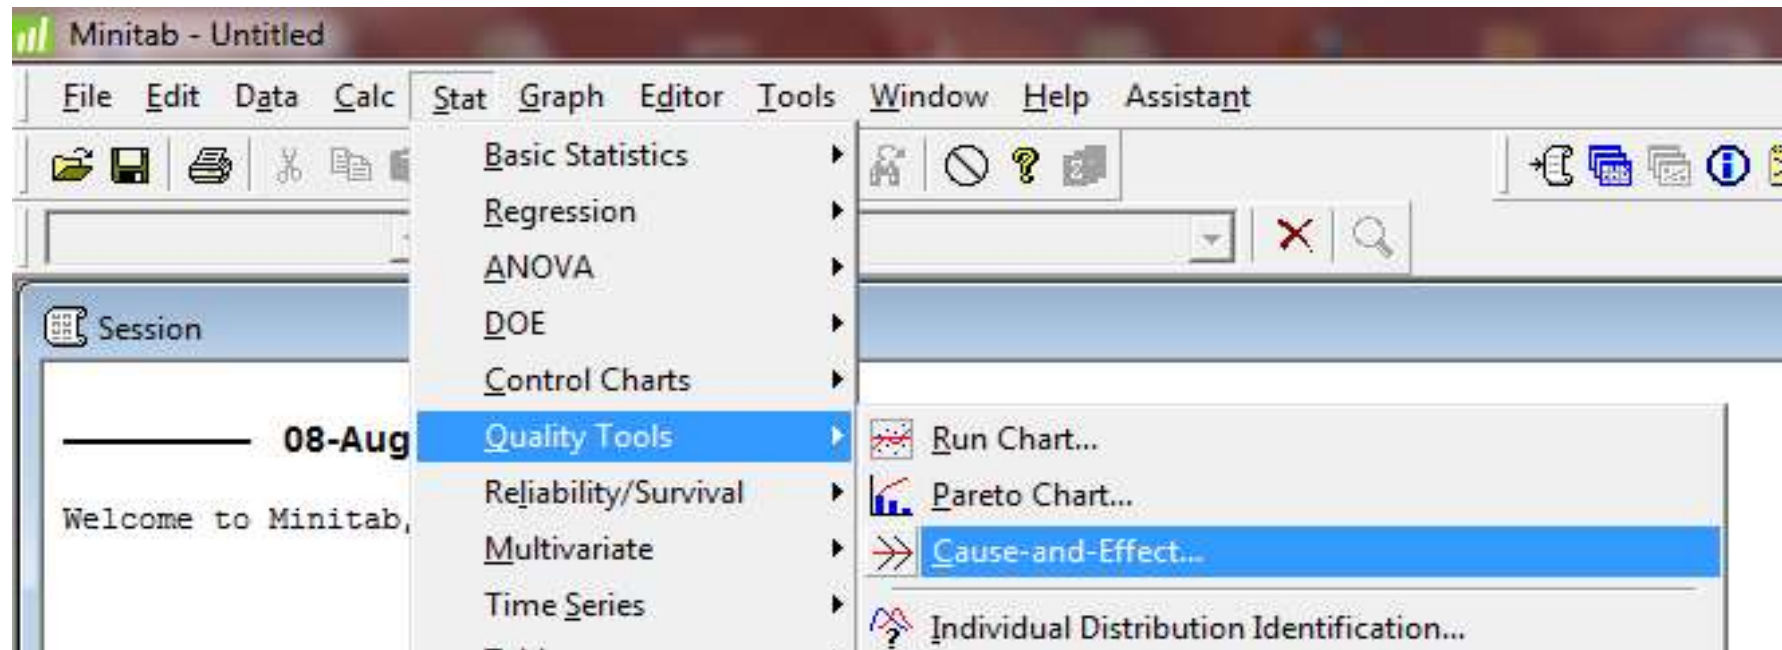 Minitab - Untitled
File Edit Data Calc Stat Graph Editor Tools Window Help Assistant
Basic Statistics
Regression
ANOVA
Session
DOE
Control Charts
08-Aug
Quality Tools
Run Chart...
Reliability/Survival
Pareto Chart...
Welcome to Minitab,
Multivariate
Cause-and-Effect...
Time Series
Individual Distribution Identification...